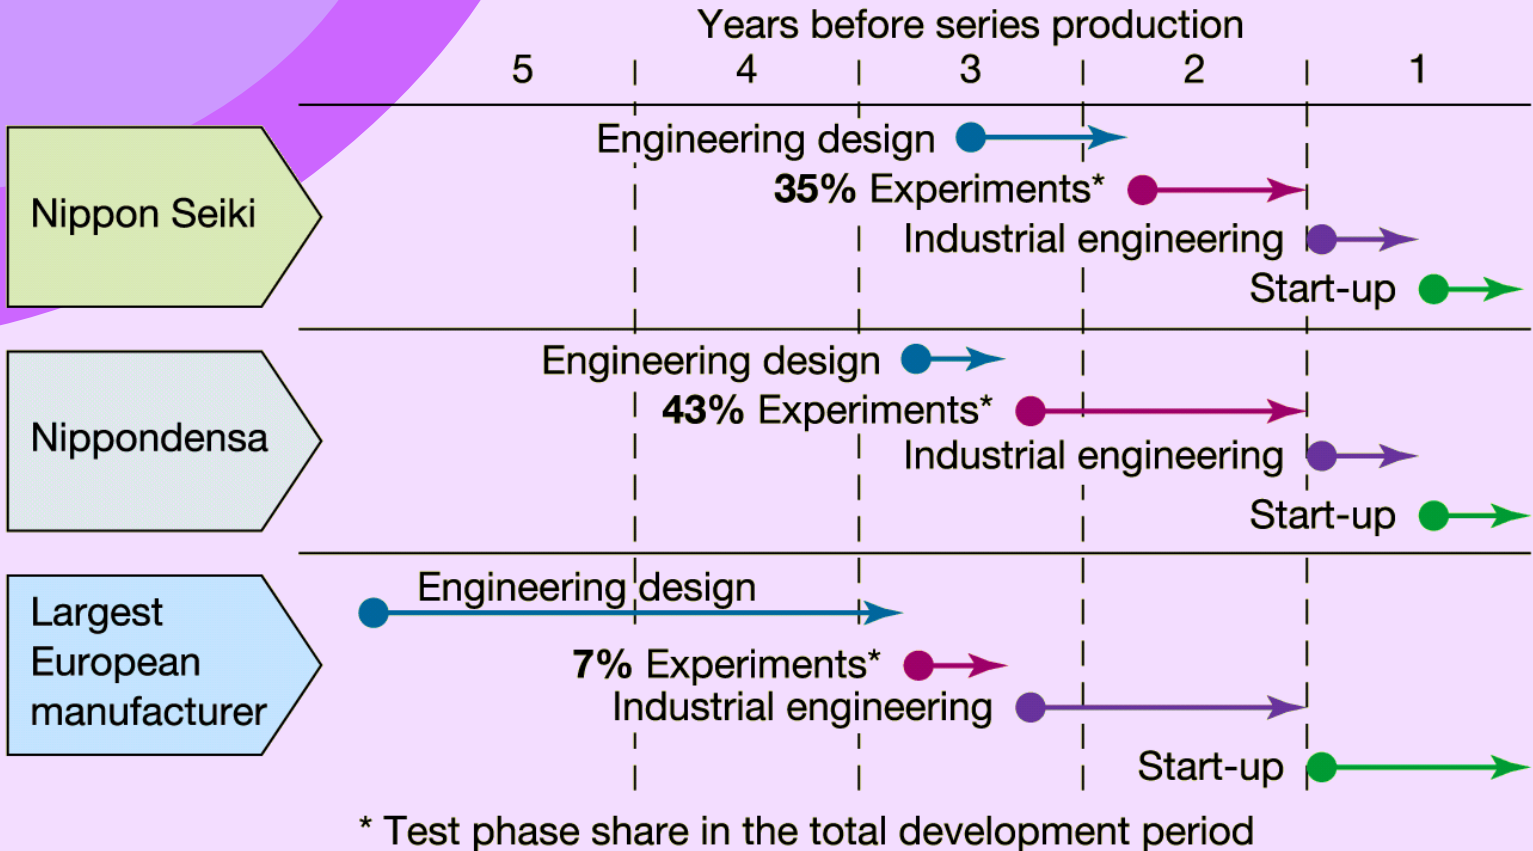 Years before series production
5 4 3 2 1
Nippon Seiki
Engineering design
35% Experiments*
Industrial engineering
Start-up
Nippondensa
Engineering design
43% Experiments*
Industrial engineering
Start-up
Largest
European
manufacturer
Engineering design
7% Experiments*
Industrial engineering
Start-up
* Test phase share in the total development period